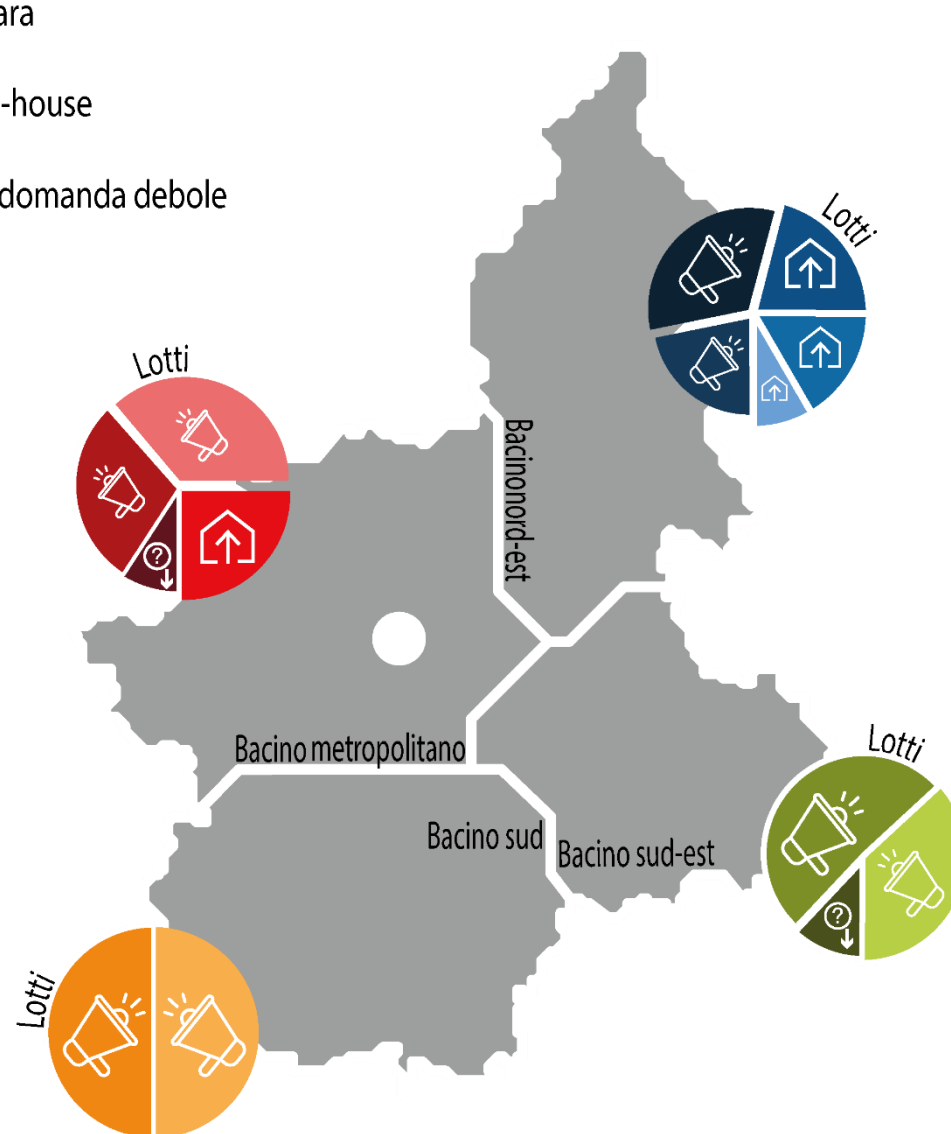 ara
-house
domanda debole
Lotti
Lotti
Bacinonord-est
Bacino metropolitano
Lotti
Bacino sud
Bacino sud-est
Lotti
?
?